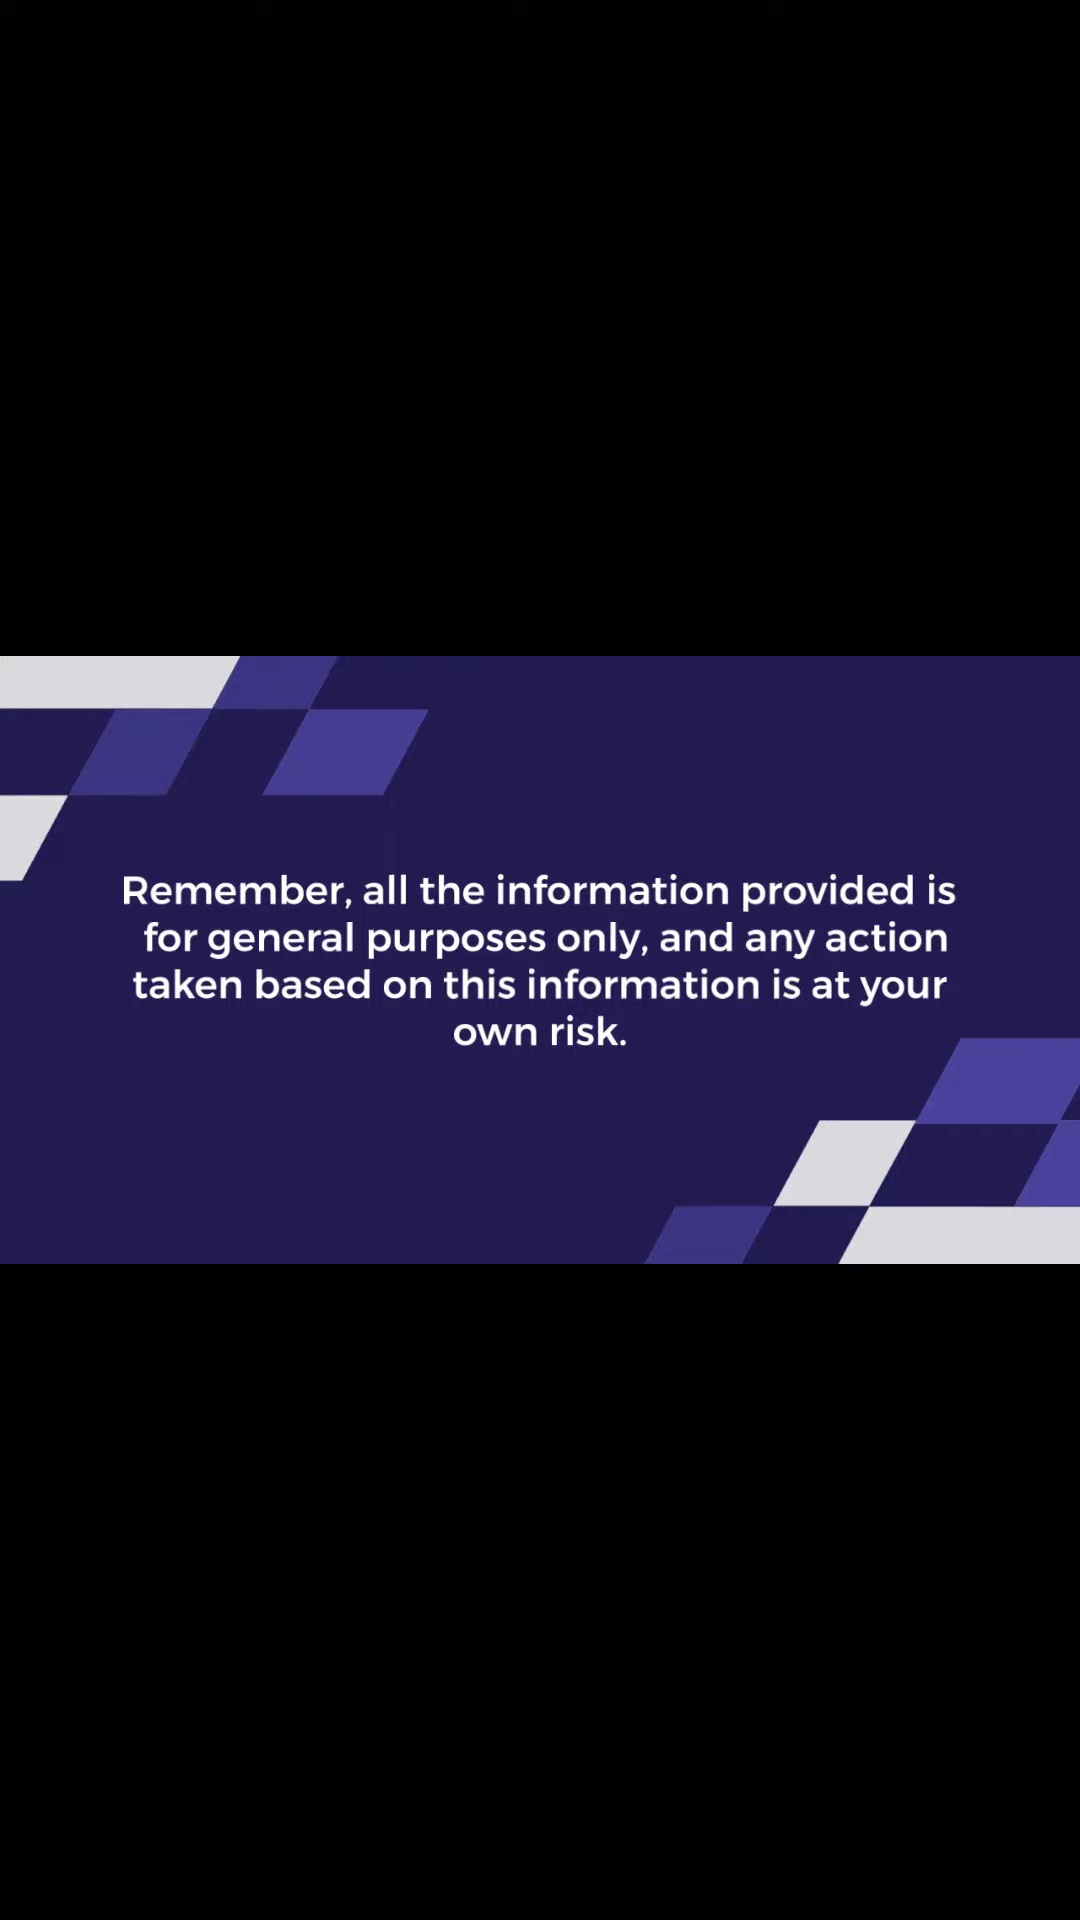 Remember, all the information provided is
for general purposes only, and any action
taken based on this information is at your
own risk.